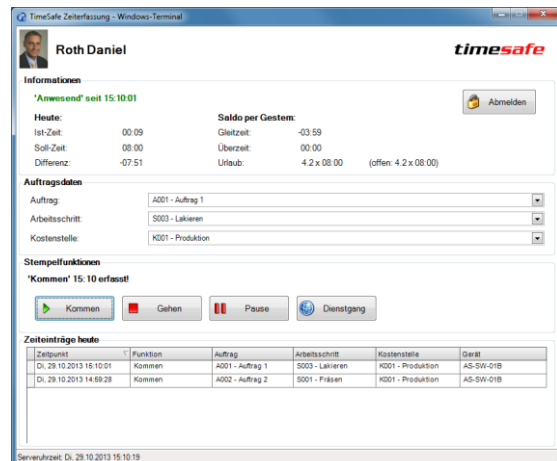 TimeSafe Zeiterfassung - Windows-Terminal
Roth Daniel
timesafe
Informationen
'Anwesend' seit 15:10:01
Abmelden
Heute: Saldo per Gestern:
Ist-Zeit: 00:09 Gleitzeit: -03:59
Soll-Zeit: 08:00 Überzeit: 00:00
Differenz: -07:51 Urlaub: 4.2 x 08:00 (offen: 4.2 x 08:00)
Auftragsdaten
Auftrag: A001 - Auftrag 1
Arbeitsschritt: S003 - Lakieren
Kostenstelle: K001 - Produktion
Stempelfunktionen
'Kommen' 15:10 erfasst!
Kommen Gehen Pause Dienstgang
Zeiteinträge heute
Zeitpunkt Funktion Auftrag Arbeitsschritt Kostenstelle Gerät
Di, 29.10.2013 15:10:01 Kommen A001 - Auftrag 1 S003 - Lakieren K001 - Produktion AS-SW-01B
Di, 29.10.2013 14:59:28 Kommen A002 - Auftrag 2 S001 - Fräsen K001 - Produktion AS-SW-01B
Serveruhrzeit: Di, 29.10.2013 15:10:19